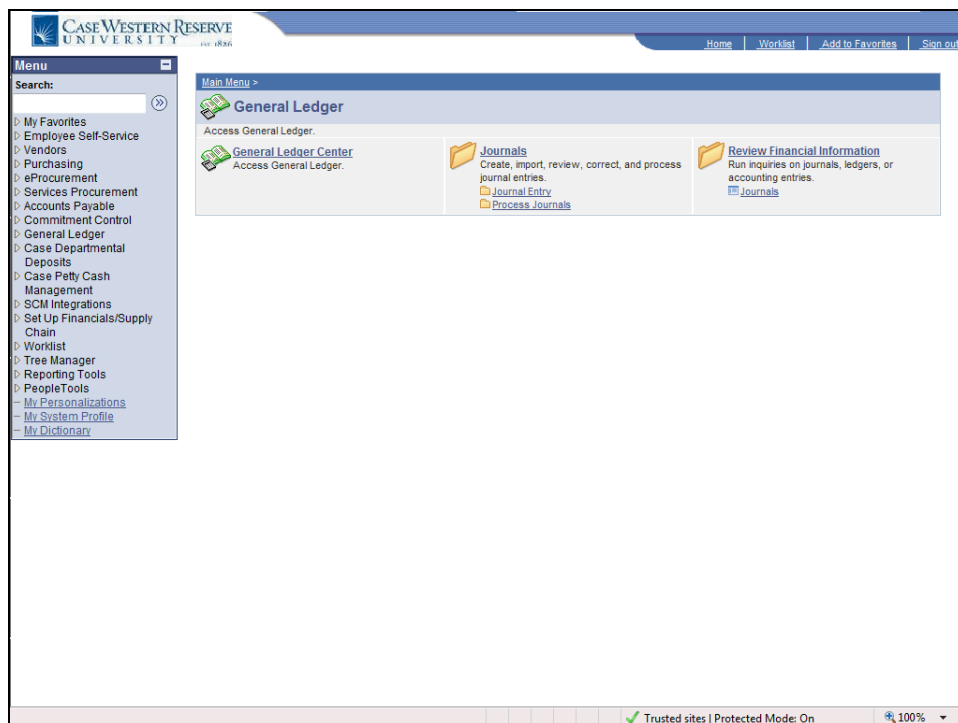 CASE WESTERN RESERVE
UNIVERSITY EST. 1826
Home Worklist Add to Favorites Sign out
Menu
Search:
My Favorites
Employee Self-Service
Vendors
Purchasing
eProcurement
Services Procurement
Accounts Payable
Commitment Control
General Ledger
Case Departmental
Deposits
Case Petty Cash
Management
SCM Integrations
Set Up Financials/Supply
Chain
Worklist
Tree Manager
Reporting Tools
PeopleTools
My Personalizations
My System Profile
My Dictionary
Main Menu >
General Ledger
Access General Ledger.
General Ledger Center
Access General Ledger.
Journals
Create, import, review, correct, and process
journal entries.
Journal Entry
Process Journals
Review Financial Information
Run inquiries on journals, ledgers, or
accounting entries.
Journals
Trusted sites | Protected Mode: On 100%